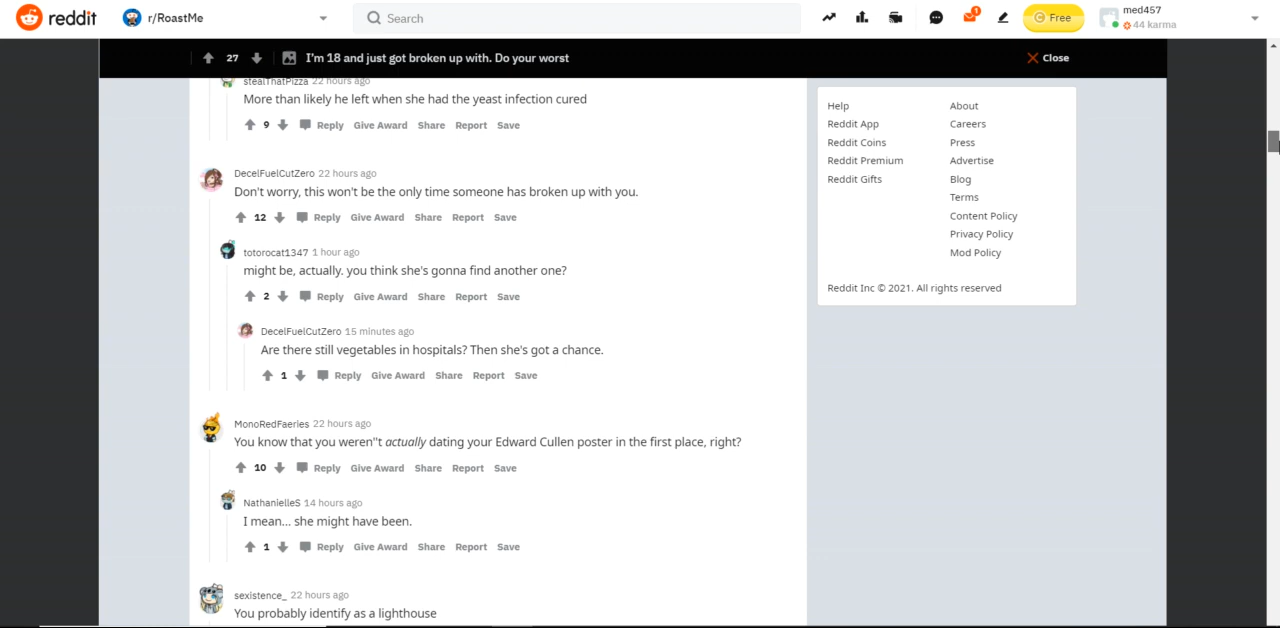 reddit
r/RoastMe
Search
1
Free
med457
44 karma
27
I'm 18 and just got broken up with. Do your worst
Close
stealThatPizza 22 hours ago
More than likely he left when she had the yeast infection cured
9 Reply Give Award Share Report Save
DecelFuelCutZero 22 hours ago
Don't worry, this won't be the only time someone has broken up with you.
12 Reply Give Award Share Report Save
totorocat1347 1 hour ago
might be, actually. you think she's gonna find another one?
2 Reply Give Award Share Report Save
DecelFuelCutZero 15 minutes ago
Are there still vegetables in hospitals? Then she's got a chance.
1 Reply Give Award Share Report Save
MonoRedFaeries 22 hours ago
You know that you weren''t actually dating your Edward Cullen poster in the first place, right?
10 Reply Give Award Share Report Save
NathanielleS 14 hours ago
I mean... she might have been.
1 Reply Give Award Share Report Save
sexistence_ 22 hours ago
You probably identify as a lighthouse
Help
Reddit App
Reddit Coins
Reddit Premium
Reddit Gifts
About
Careers
Press
Advertise
Blog
Terms
Content Policy
Privacy Policy
Mod Policy
Reddit Inc © 2021. All rights reserved